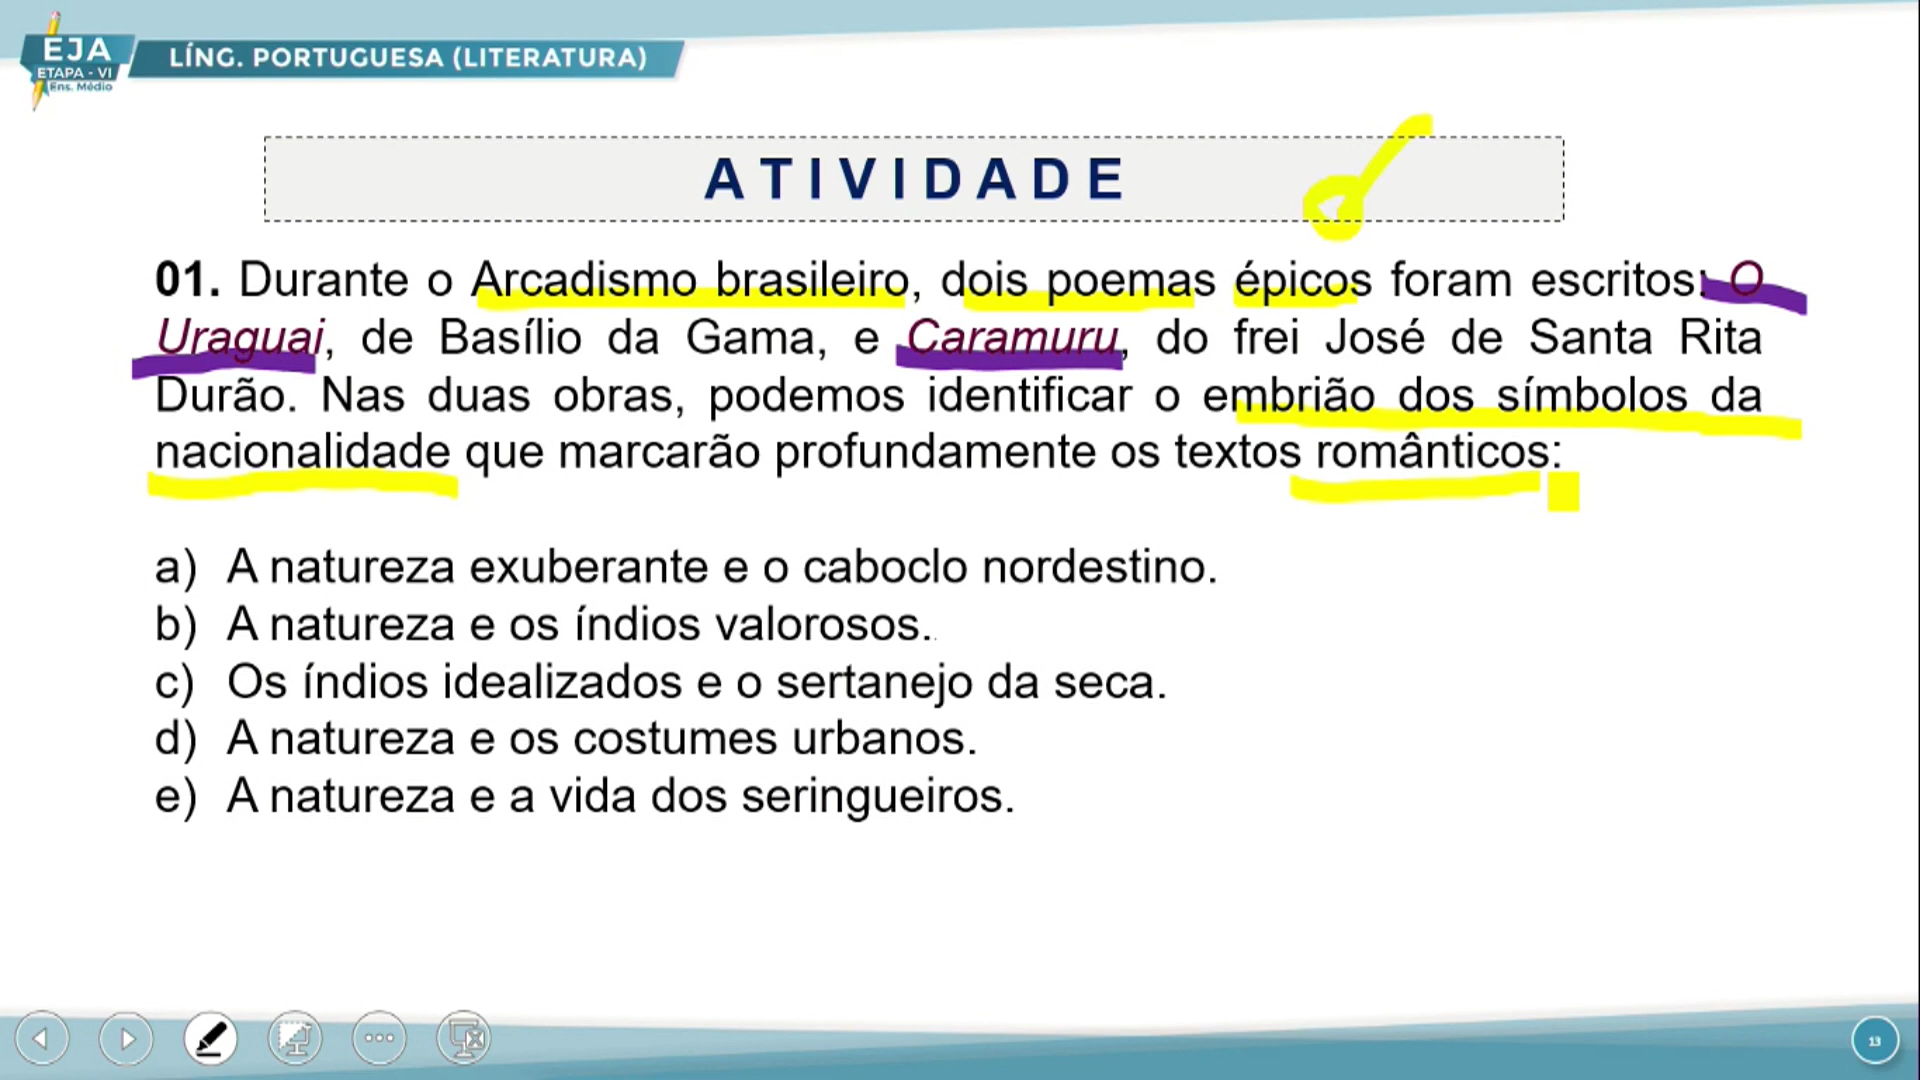 EJA
ETAPA - VI
Ens. Médio
LÍNG. PORTUGUESA (LITERATURA)
ATIVIDADE
01. Durante o Arcadismo brasileiro, dois poemas épicos foram escritos: O
Uraguai, de Basílio da Gama, e Caramuru, do frei José de Santa Rita
Durão. Nas duas obras, podemos identificar o embrião dos símbolos da
nacionalidade que marcarão profundamente os textos românticos:
a) A natureza exuberante e o caboclo nordestino.
b) A natureza e os índios valorosos.
c) Os índios idealizados e o sertanejo da seca.
d) A natureza e os costumes urbanos.
e) A natureza e a vida dos seringueiros.
13